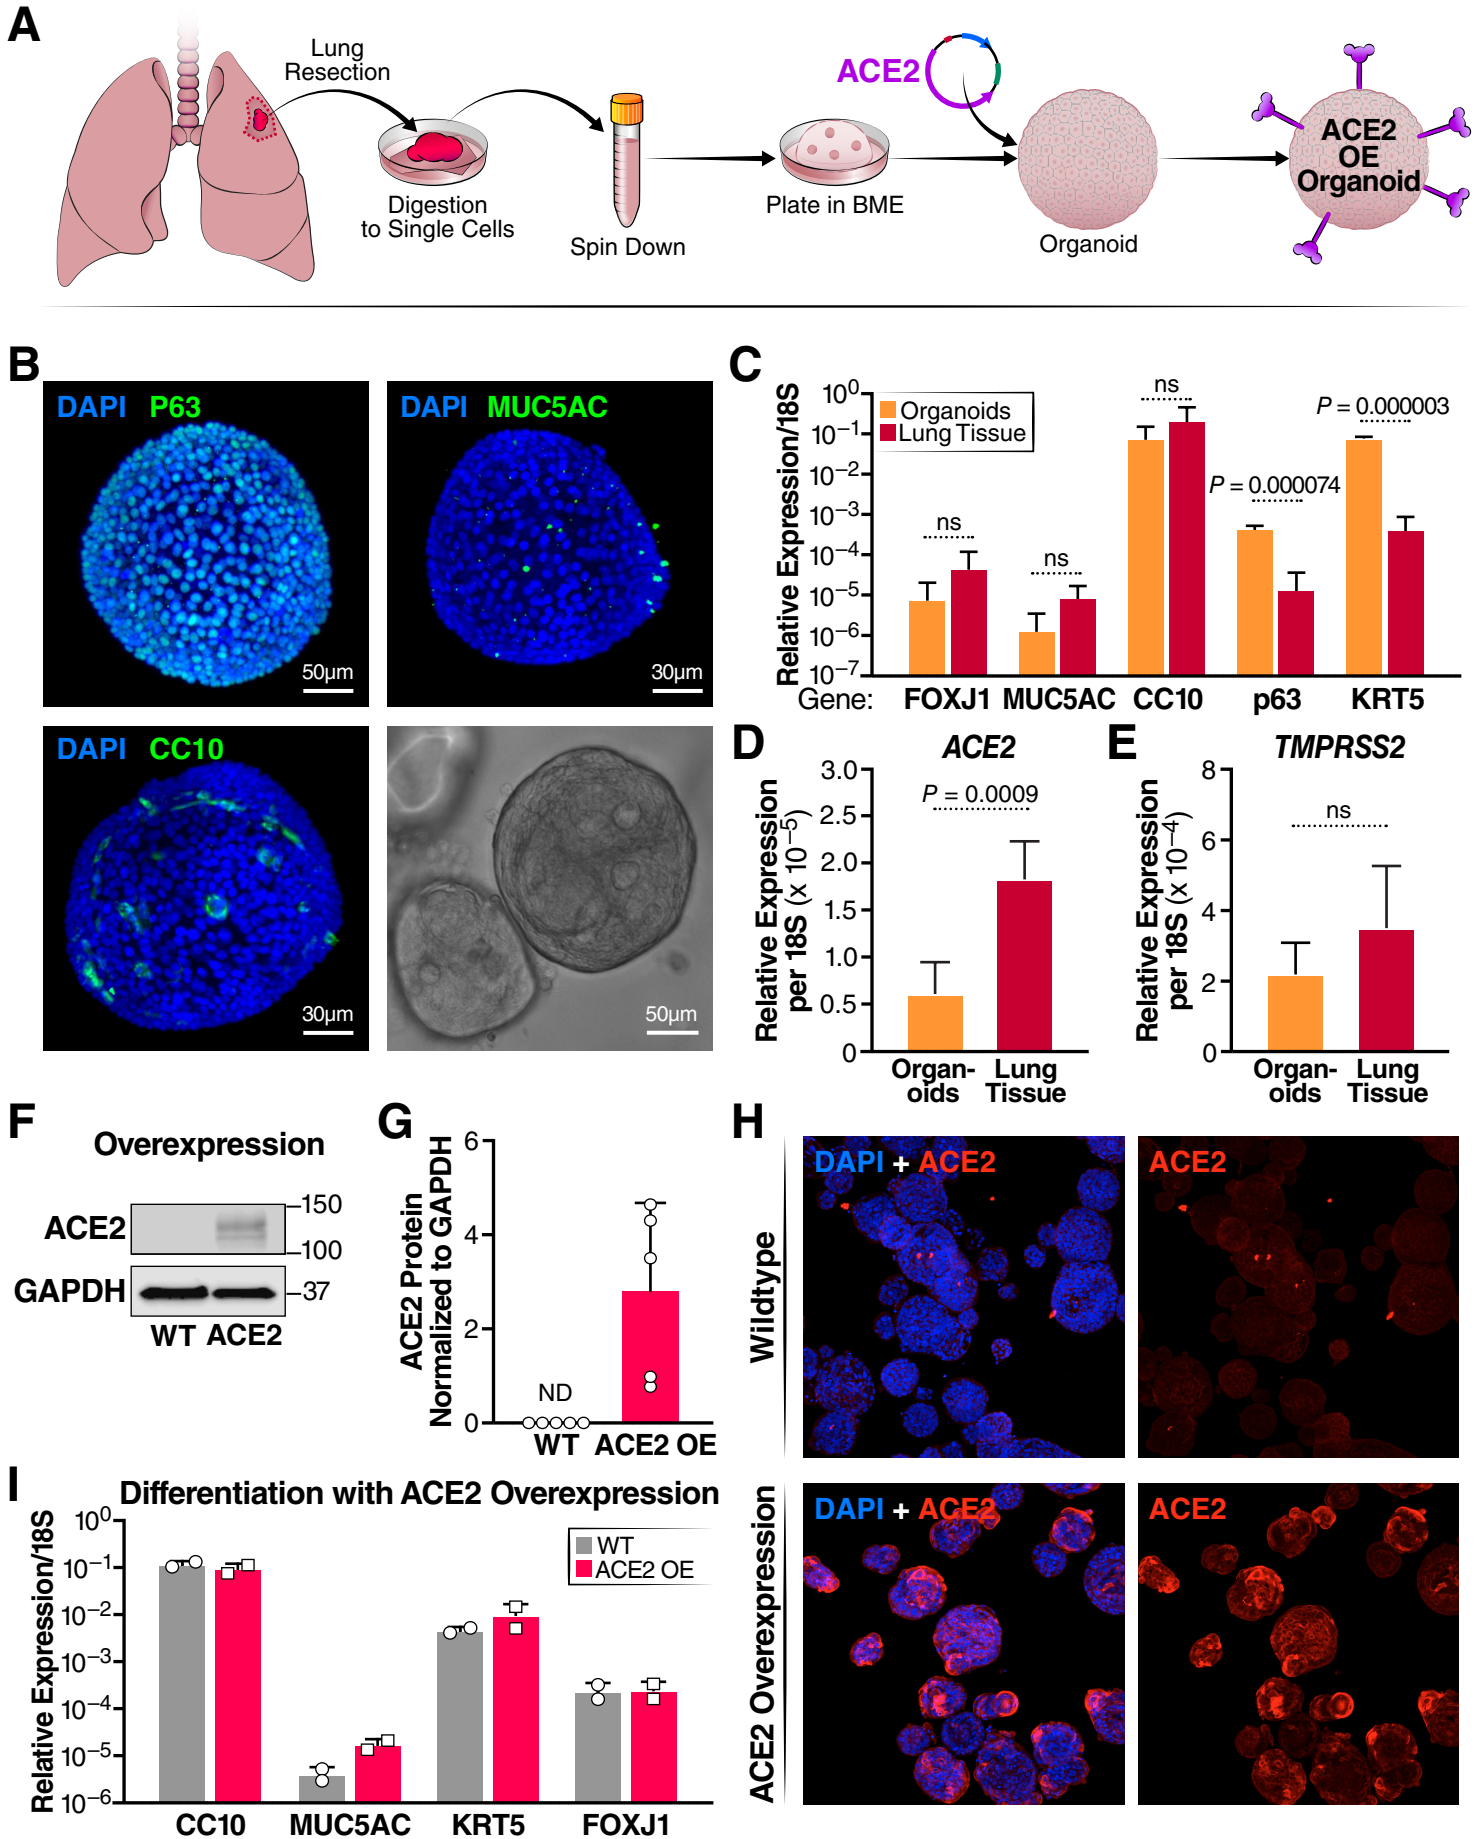 A
Lung
Resection
Digestion
to Single Cells
Spin Down
Plate in BME
ACE2
Organoid
ACE2
OE
Organoid
B
DAPI P63
50µm
DAPI MUC5AC
30µm
DAPI CC10
30µm
50µm
C
Relative Expression/18S
10⁰
10⁻¹
10⁻²
10⁻³
10⁻⁴
10⁻⁵
10⁻⁶
10⁻⁷
Organoids
Lung Tissue
ns
ns
ns
P = 0.000074
P = 0.000003
Gene: FOXJ1 MUC5AC CC10 p63 KRT5
D
ACE2
Relative Expression
per 18S (x 10⁻⁵)
3.0
2.5
2.0
1.5
1.0
0.5
0
P = 0.0009
Organ-
oids
Lung
Tissue
E
TMPRSS2
Relative Expression
per 18S (x 10⁻⁴)
8
6
4
2
0
ns
Organ-
oids
Lung
Tissue
F
Overexpression
ACE2
150
100
GAPDH
37
WT ACE2
G
ACE2 Protein
Normalized to GAPDH
6
4
2
0
ND
WT ACE2 OE
H
Wildtype
DAPI + ACE2
ACE2
ACE2 Overexpression
DAPI + ACE2
ACE2
I
Differentiation with ACE2 Overexpression
Relative Expression/18S
10⁰
10⁻¹
10⁻²
10⁻³
10⁻⁴
10⁻⁵
10⁻⁶
WT
ACE2 OE
CC10 MUC5AC KRT5 FOXJ1